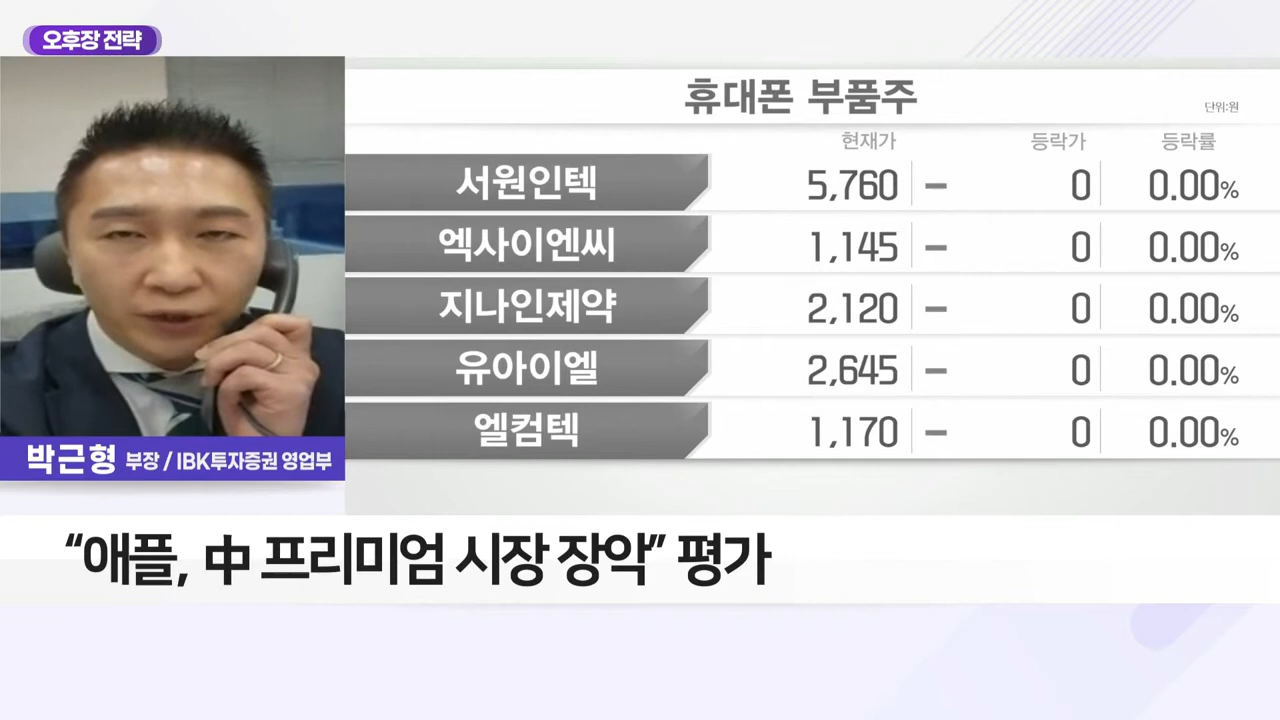 오후장 전략
휴대폰 부품주
단위:원
현재가 등락가 등락률
서원인텍 5,760 – 0 0.00%
엑사이엔씨 1,145 – 0 0.00%
지나인제약 2,120 – 0 0.00%
유아이엘 2,645 – 0 0.00%
엘컴텍 1,170 – 0 0.00%
박근형 부장 / IBK투자증권 영업부
“애플, 中 프리미엄 시장 장악” 평가